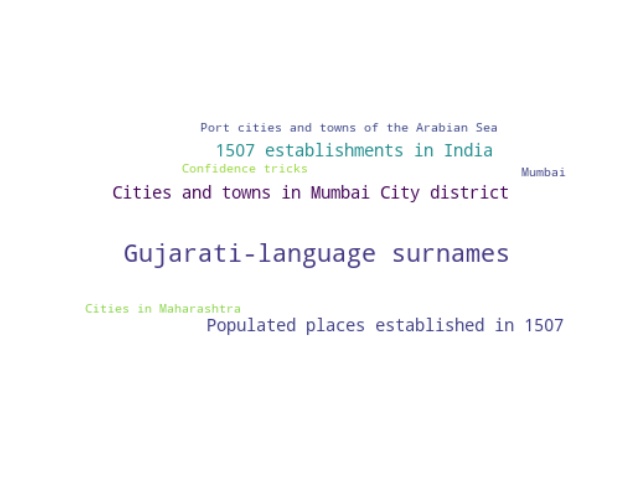 Port cities and towns of the Arabian Sea
1507 establishments in India
Confidence tricks
Mumbai
Cities and towns in Mumbai City district
Gujarati-language surnames
Cities in Maharashtra
Populated places established in 1507